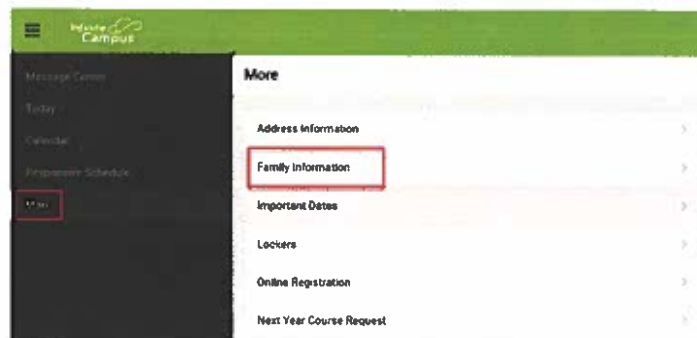 Infinite
Campus
Message Center
Today
Calendar
Responsive Schedule
More
More
Address Information
Family Information
Important Dates
Lockers
Online Registration
Next Year Course Request